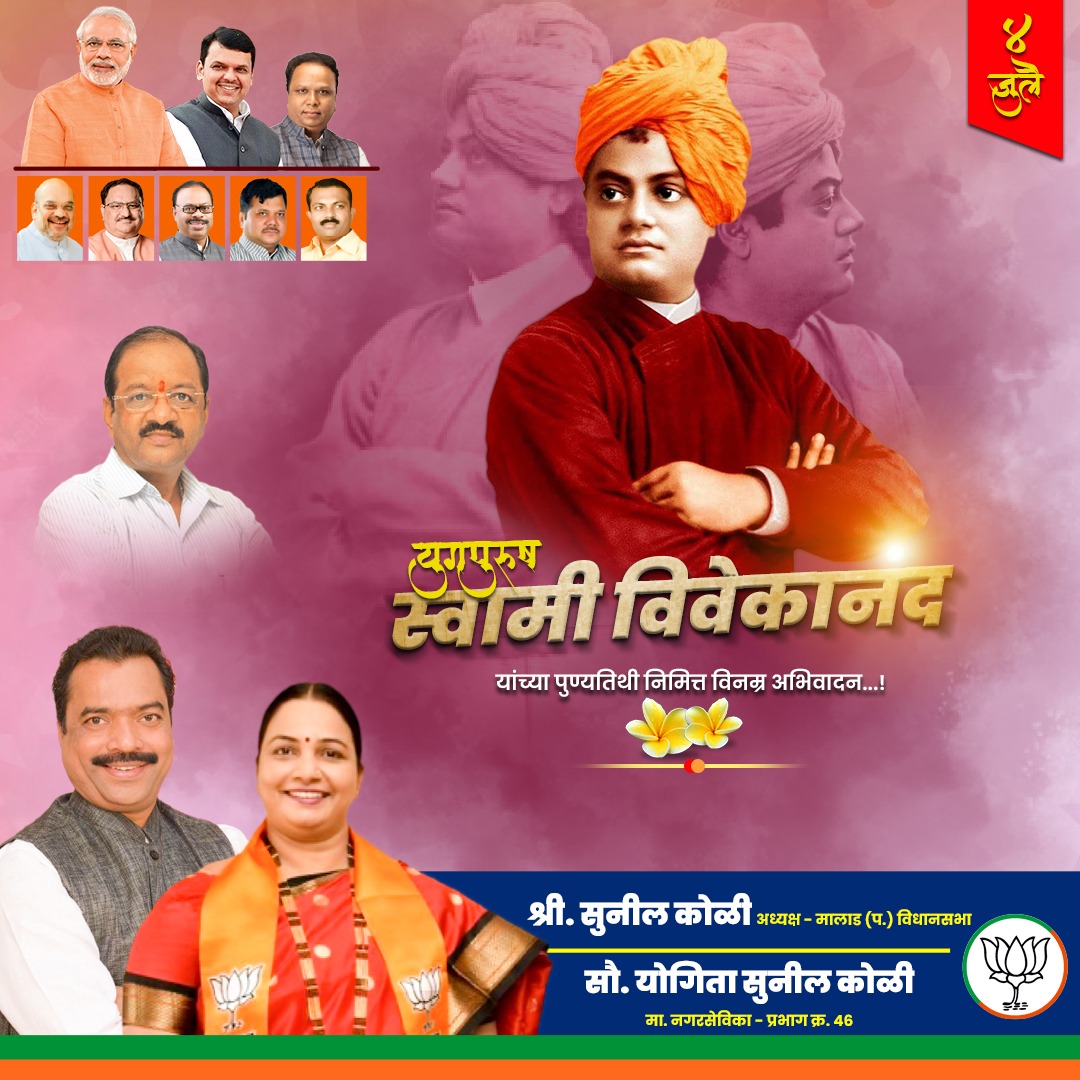 ४
जुलै
युगपुरुष
स्वामी विवेकानंद
यांच्या पुण्यतिथी निमित्त विनम्र अभिवादन...!
श्री. सुनील कोळी अध्यक्ष - मालाड (प.) विधानसभा
सौ. योगिता सुनील कोळी
मा. नगरसेविका - प्रभाग क्र. 46